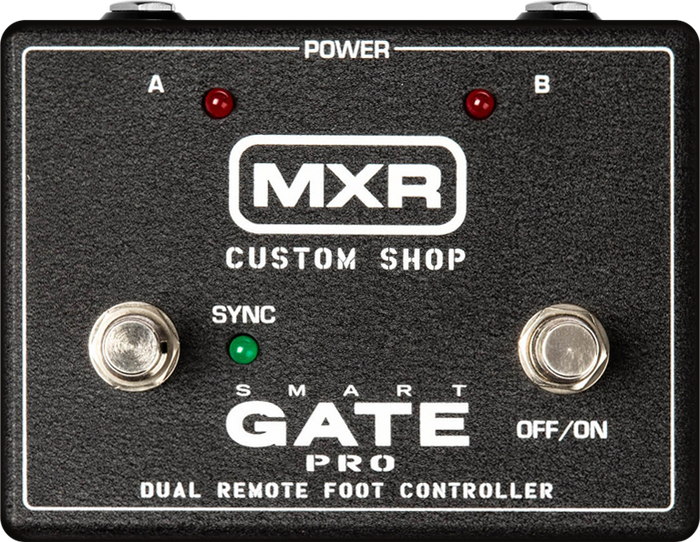 POWER
A B
MXR
CUSTOM SHOP
SYNC
SMART
GATE
OFF/ON
PRO
DUAL REMOTE FOOT CONTROLLER